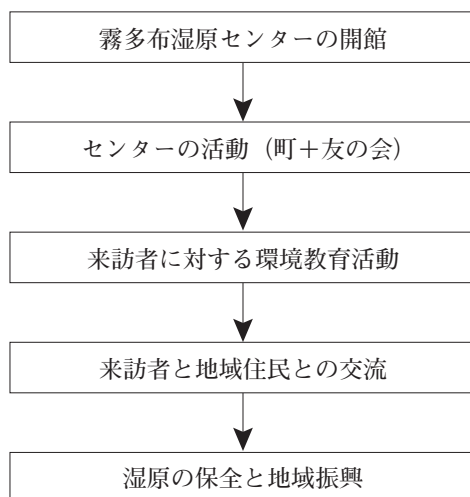 霧多布湿原センターの開館
センターの活動（町＋友の会）
来訪者に対する環境教育活動
来訪者と地域住民との交流
湿原の保全と地域振興